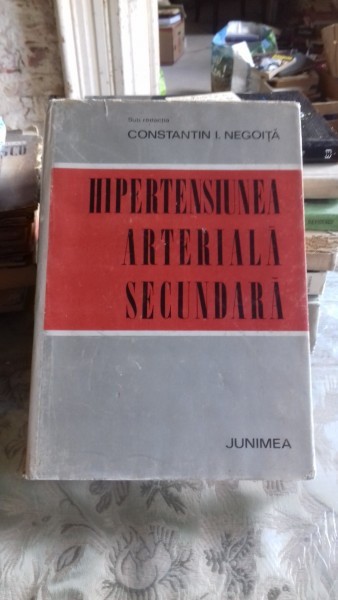 Sub redacția
CONSTANTIN I. NEGOIȚĂ
HIPERTENSIUNEA
ARTERIALĂ
SECUNDARĂ
JUNIMEA